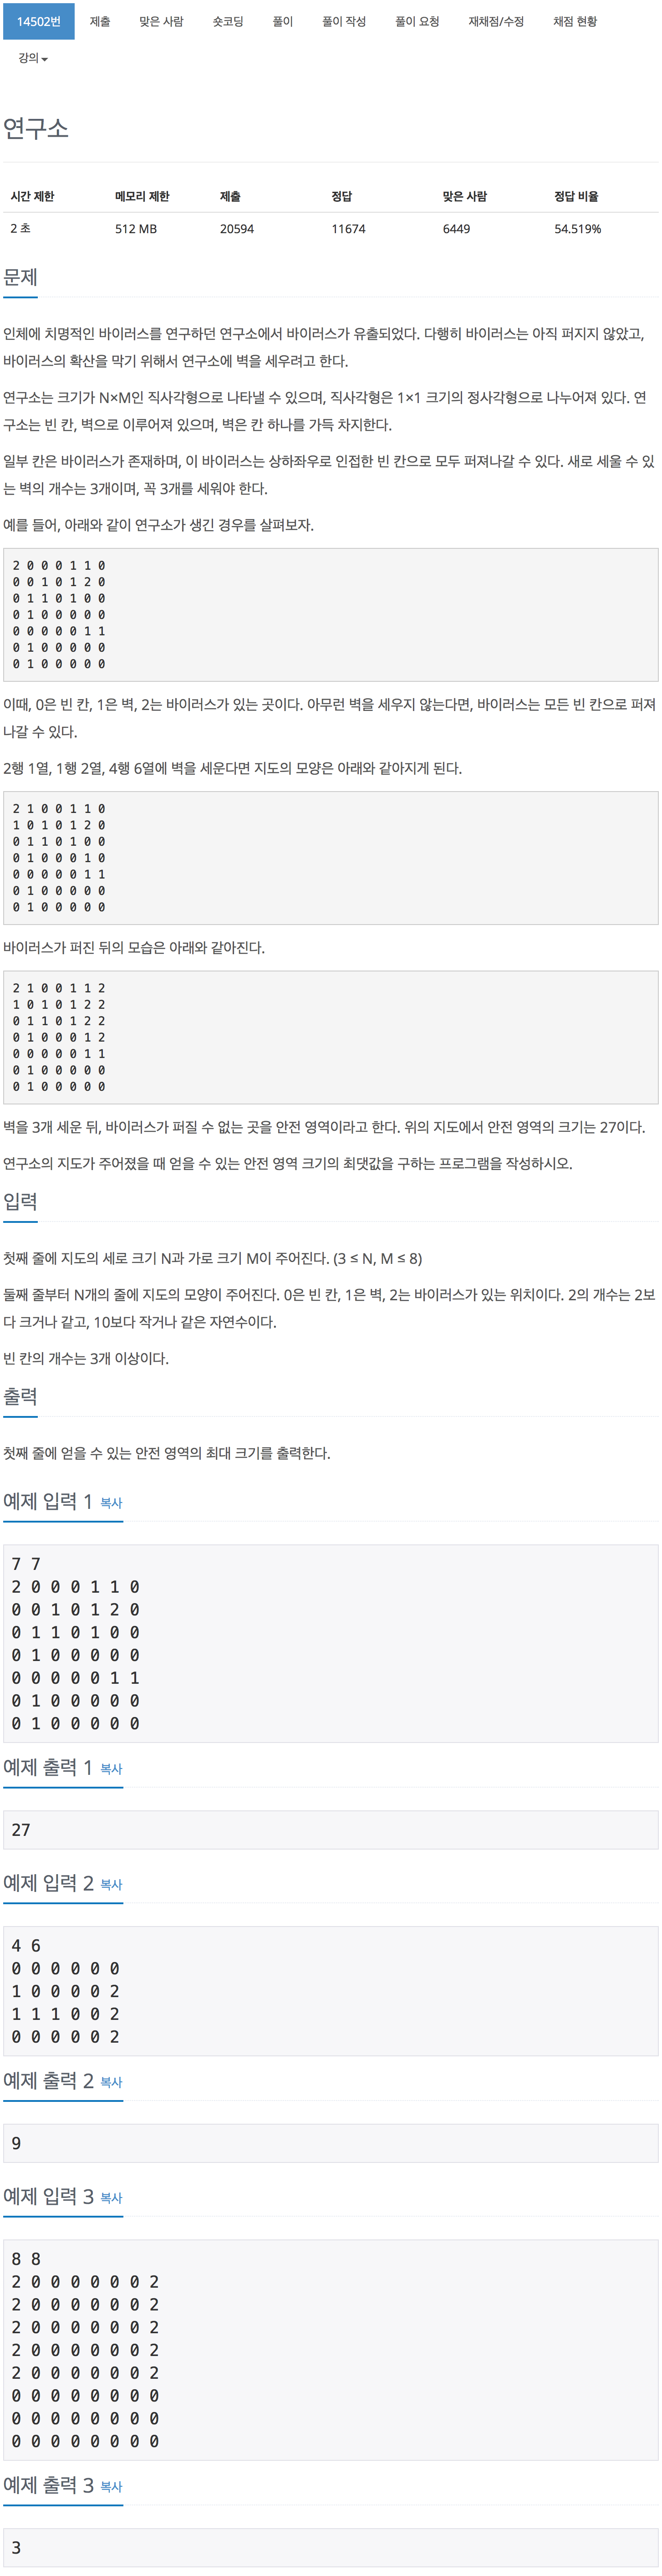 14502번 제출 맞은 사람 숏코딩 풀이 풀이 작성 풀이 요청 재채점/수정 채점 현황
강의
연구소
시간 제한 메모리 제한 제출 정답 맞은 사람 정답 비율
2 초 512 MB 20594 11674 6449 54.519%
문제
인체에 치명적인 바이러스를 연구하던 연구소에서 바이러스가 유출되었다. 다행히 바이러스는 아직 퍼지지 않았고,
바이러스의 확산을 막기 위해서 연구소에 벽을 세우려고 한다.
연구소는 크기가 N×M인 직사각형으로 나타낼 수 있으며, 직사각형은 1×1 크기의 정사각형으로 나누어져 있다. 연
구소는 빈 칸, 벽으로 이루어져 있으며, 벽은 칸 하나를 가득 차지한다.
일부 칸은 바이러스가 존재하며, 이 바이러스는 상하좌우로 인접한 빈 칸으로 모두 퍼져나갈 수 있다. 새로 세울 수 있
는 벽의 개수는 3개이며, 꼭 3개를 세워야 한다.
예를 들어, 아래와 같이 연구소가 생긴 경우를 살펴보자.
2 0 0 0 1 1 0
0 0 1 0 1 2 0
0 1 1 0 1 0 0
0 1 0 0 0 0 0
0 0 0 0 0 1 1
0 1 0 0 0 0 0
0 1 0 0 0 0 0
이때, 0은 빈 칸, 1은 벽, 2는 바이러스가 있는 곳이다. 아무런 벽을 세우지 않는다면, 바이러스는 모든 빈 칸으로 퍼져
나갈 수 있다.
2행 1열, 1행 2열, 4행 6열에 벽을 세운다면 지도의 모양은 아래와 같아지게 된다.
2 1 0 0 1 1 0
1 0 1 0 1 2 0
0 1 1 0 1 0 0
0 1 0 0 0 1 0
0 0 0 0 0 1 1
0 1 0 0 0 0 0
0 1 0 0 0 0 0
바이러스가 퍼진 뒤의 모습은 아래와 같아진다.
2 1 0 0 1 1 2
1 0 1 0 1 2 2
0 1 1 0 1 2 2
0 1 0 0 0 1 2
0 0 0 0 0 1 1
0 1 0 0 0 0 0
0 1 0 0 0 0 0
벽을 3개 세운 뒤, 바이러스가 퍼질 수 없는 곳을 안전 영역이라고 한다. 위의 지도에서 안전 영역의 크기는 27이다.
연구소의 지도가 주어졌을 때 얻을 수 있는 안전 영역 크기의 최댓값을 구하는 프로그램을 작성하시오.
입력
첫째 줄에 지도의 세로 크기 N과 가로 크기 M이 주어진다. (3 ≤ N, M ≤ 8)
둘째 줄부터 N개의 줄에 지도의 모양이 주어진다. 0은 빈 칸, 1은 벽, 2는 바이러스가 있는 위치이다. 2의 개수는 2보
다 크거나 같고, 10보다 작거나 같은 자연수이다.
빈 칸의 개수는 3개 이상이다.
출력
첫째 줄에 얻을 수 있는 안전 영역의 최대 크기를 출력한다.
예제 입력 1 복사
7 7
2 0 0 0 1 1 0
0 0 1 0 1 2 0
0 1 1 0 1 0 0
0 1 0 0 0 0 0
0 0 0 0 0 1 1
0 1 0 0 0 0 0
0 1 0 0 0 0 0
예제 출력 1 복사
27
예제 입력 2 복사
4 6
0 0 0 0 0 0
1 0 0 0 0 2
1 1 1 0 0 2
0 0 0 0 0 2
예제 출력 2 복사
9
예제 입력 3 복사
8 8
2 0 0 0 0 0 0 2
2 0 0 0 0 0 0 2
2 0 0 0 0 0 0 2
2 0 0 0 0 0 0 2
2 0 0 0 0 0 0 2
0 0 0 0 0 0 0 0
0 0 0 0 0 0 0 0
0 0 0 0 0 0 0 0
예제 출력 3 복사
3